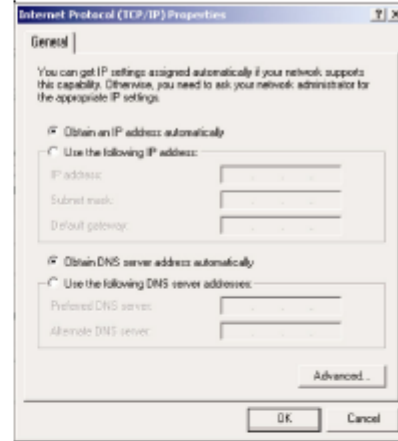 Internet Protocol (TCP/IP) Properties
General
You can get IP settings assigned automatically if your network supports
this capability. Otherwise, you need to ask your network administrator for
the appropriate IP settings.
Obtain an IP address automatically
Use the following IP address:
IP address:
Subnet mask:
Default gateway:
Obtain DNS server address automatically
Use the following DNS server addresses:
Preferred DNS server:
Alternate DNS server:
Advanced...
OK
Cancel